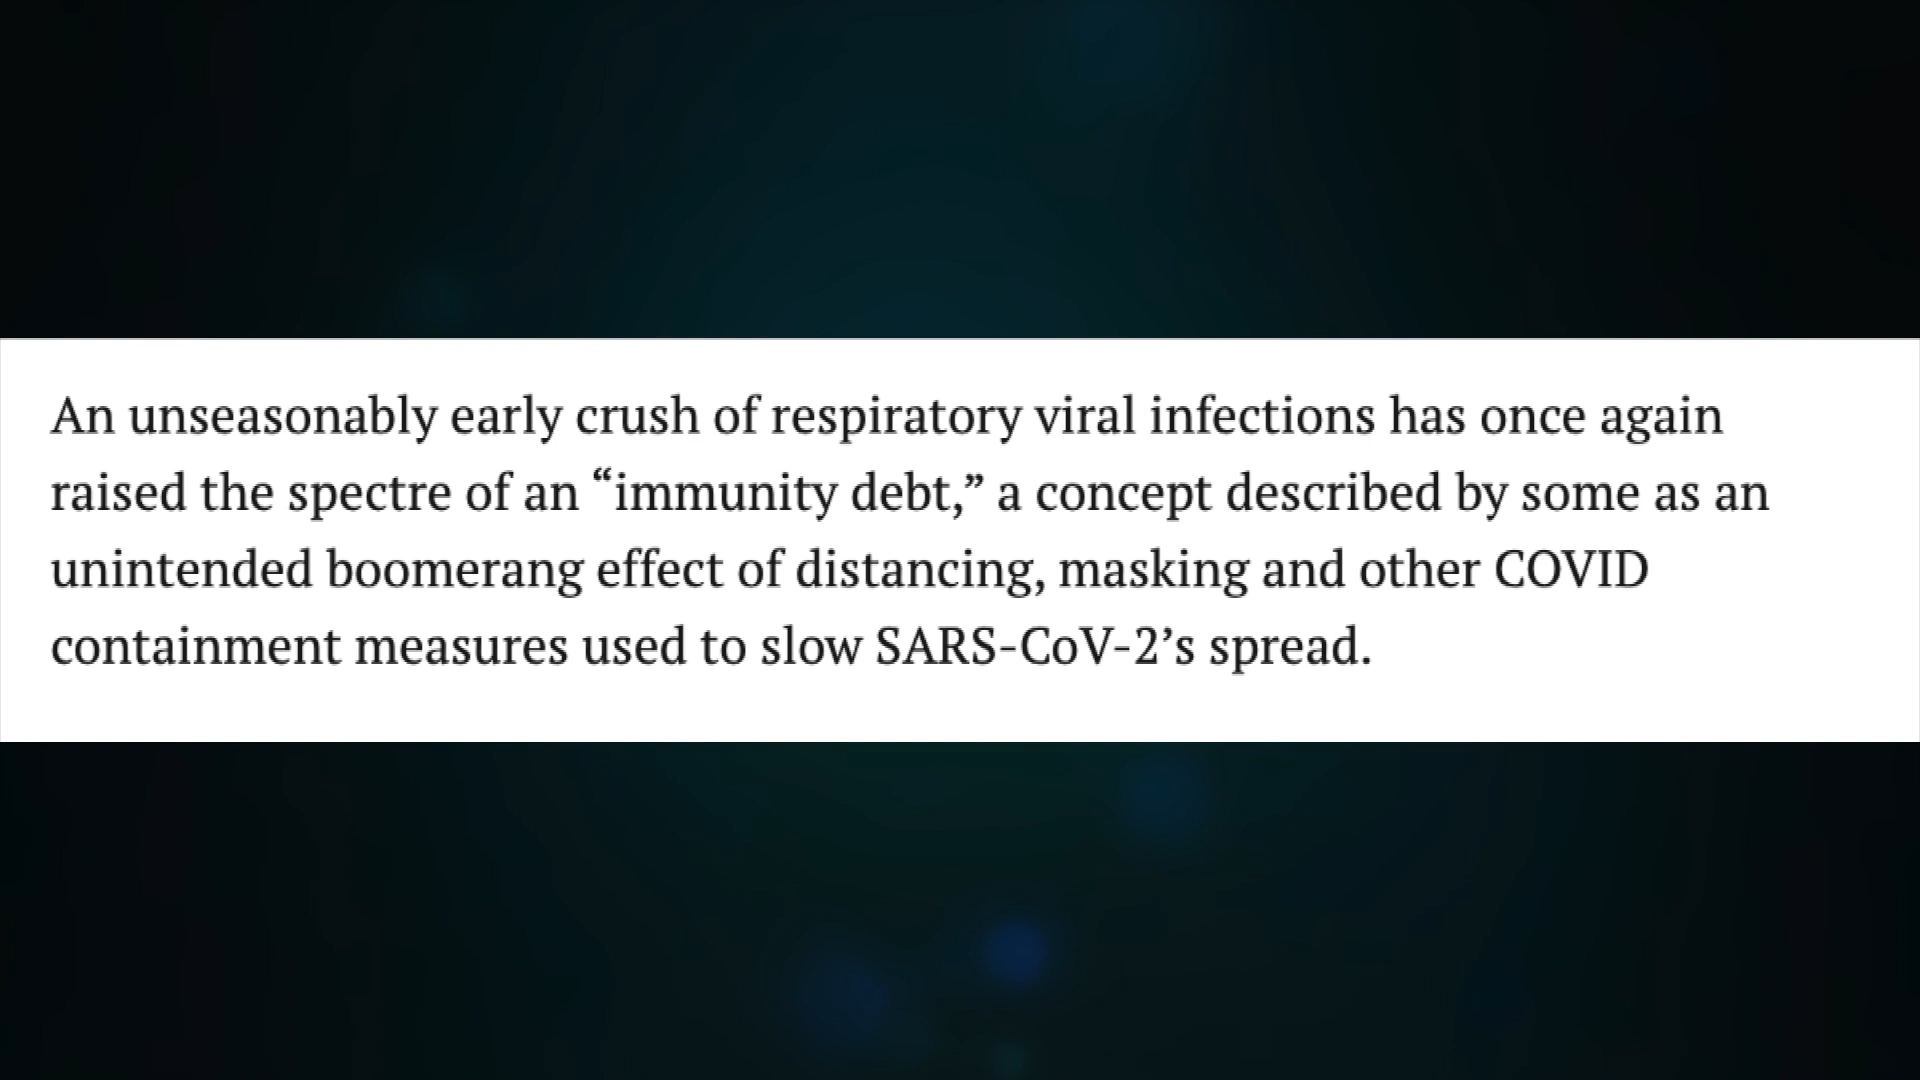 An unseasonably early crush of respiratory viral infections has once again
raised the spectre of an “immunity debt,” a concept described by some as an
unintended boomerang effect of distancing, masking and other COVID
containment measures used to slow SARS-CoV-2’s spread.